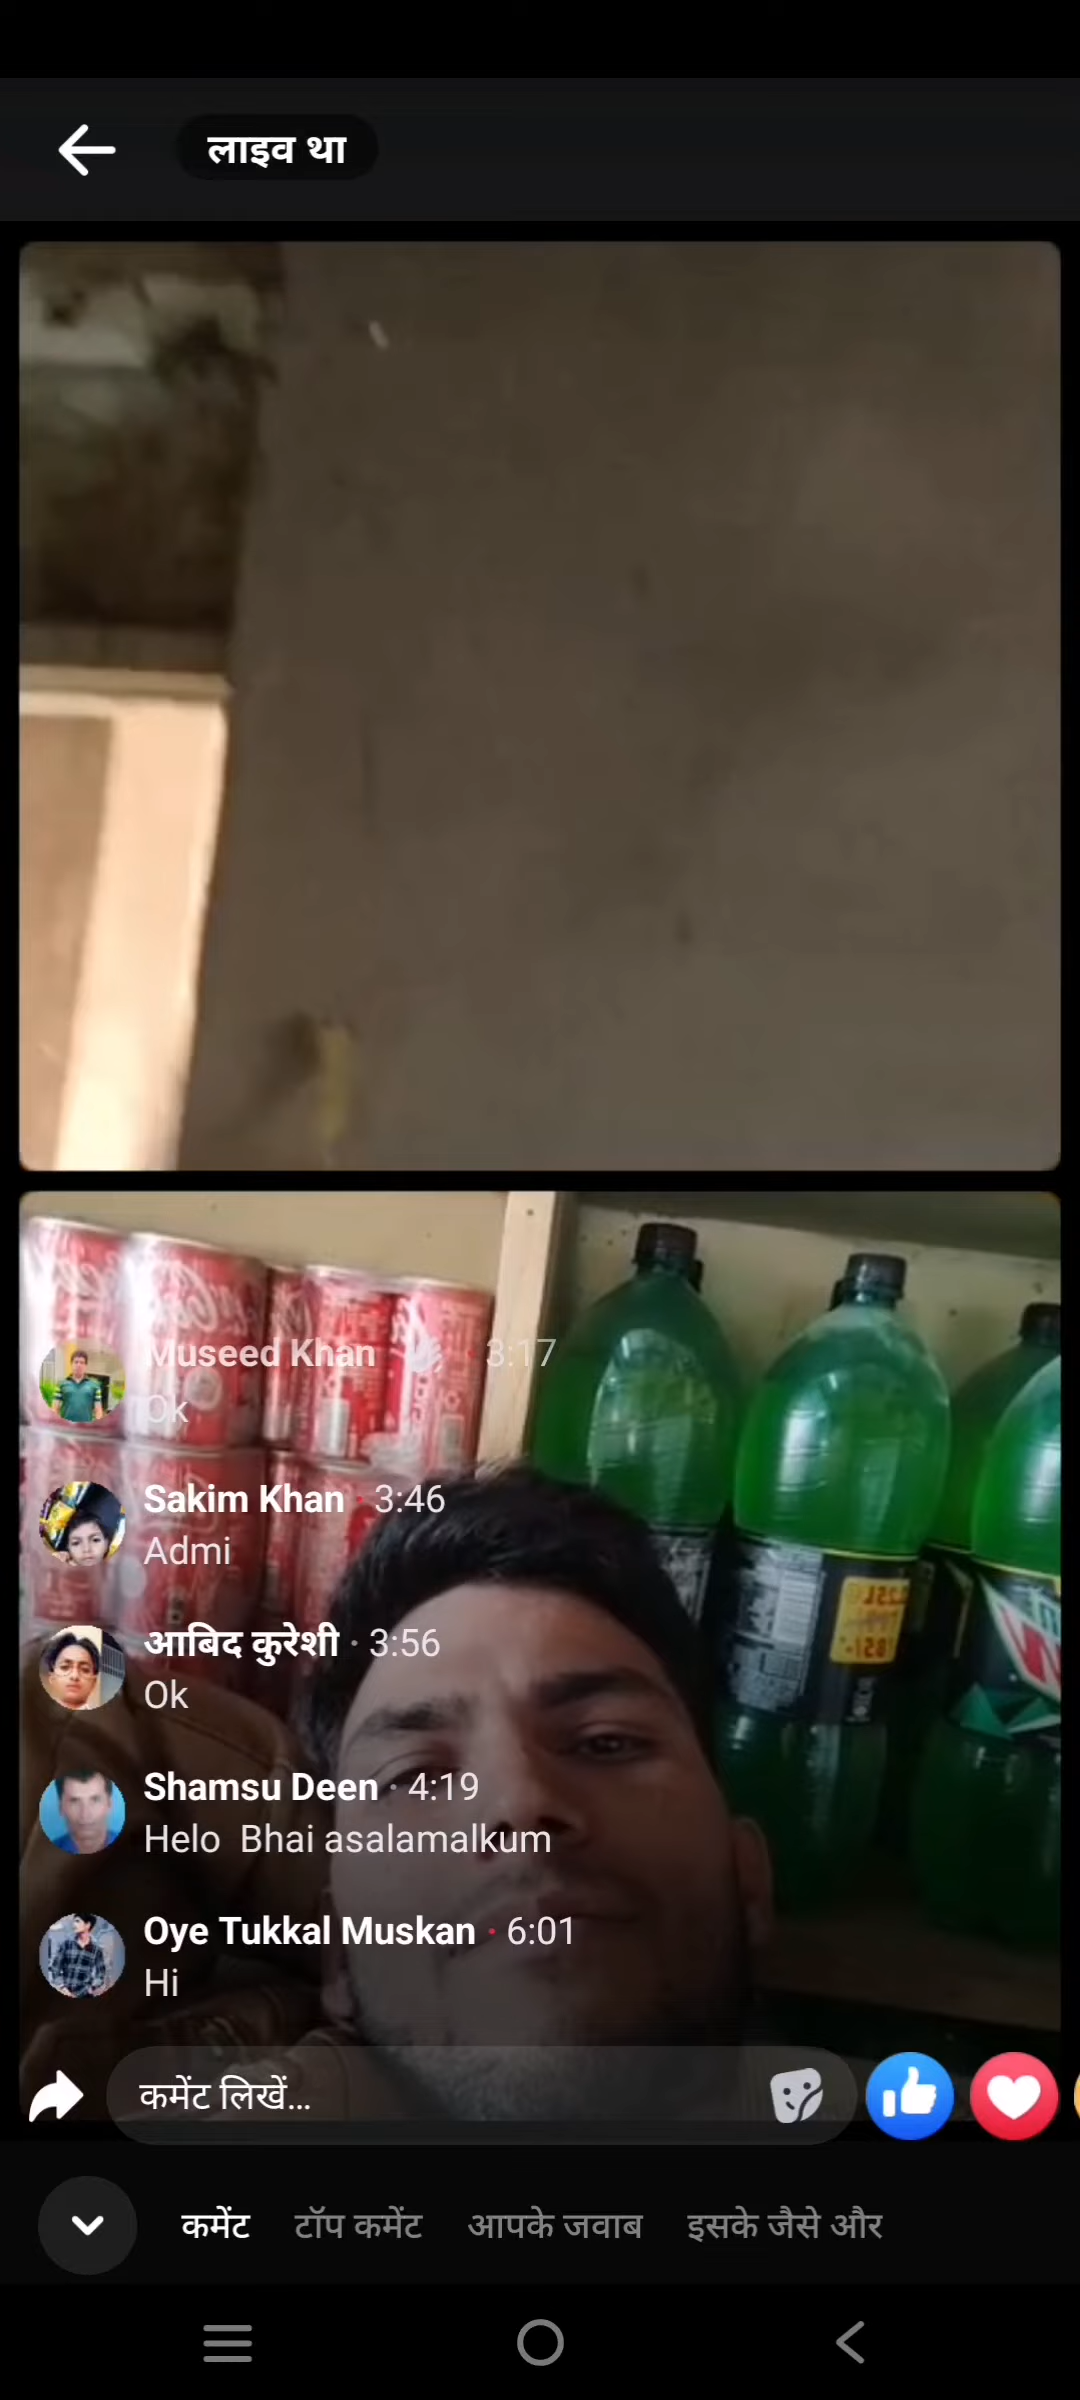 लाइव था
Museed Khan · 3:17
Ok
Sakim Khan · 3:46
Admi
आबिद कुरेशी · 3:56
Ok
Shamsu Deen · 4:19
Helo  Bhai asalamalkum
Oye Tukkal Muskan · 6:01
Hi
कमेंट लिखें...
कमेंट
टॉप कमेंट
आपके जवाब
इसके जैसे और